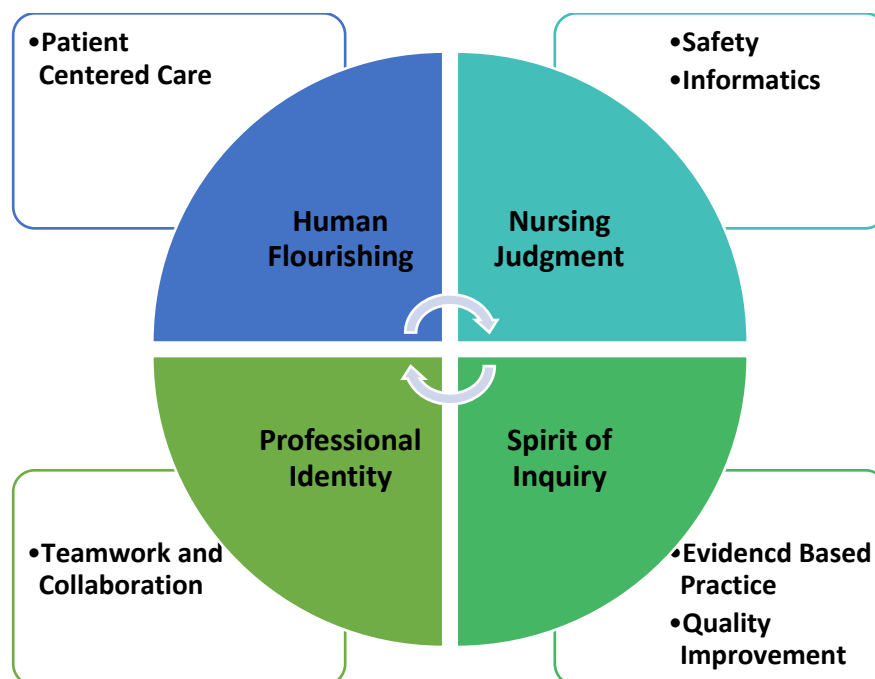 •Patient
Centered Care
•Safety
•Informatics
Human
Flourishing
Nursing
Judgment
Professional
Identity
Spirit of
Inquiry
•Teamwork and
Collaboration
•Evidencd Based
Practice
•Quality
Improvement